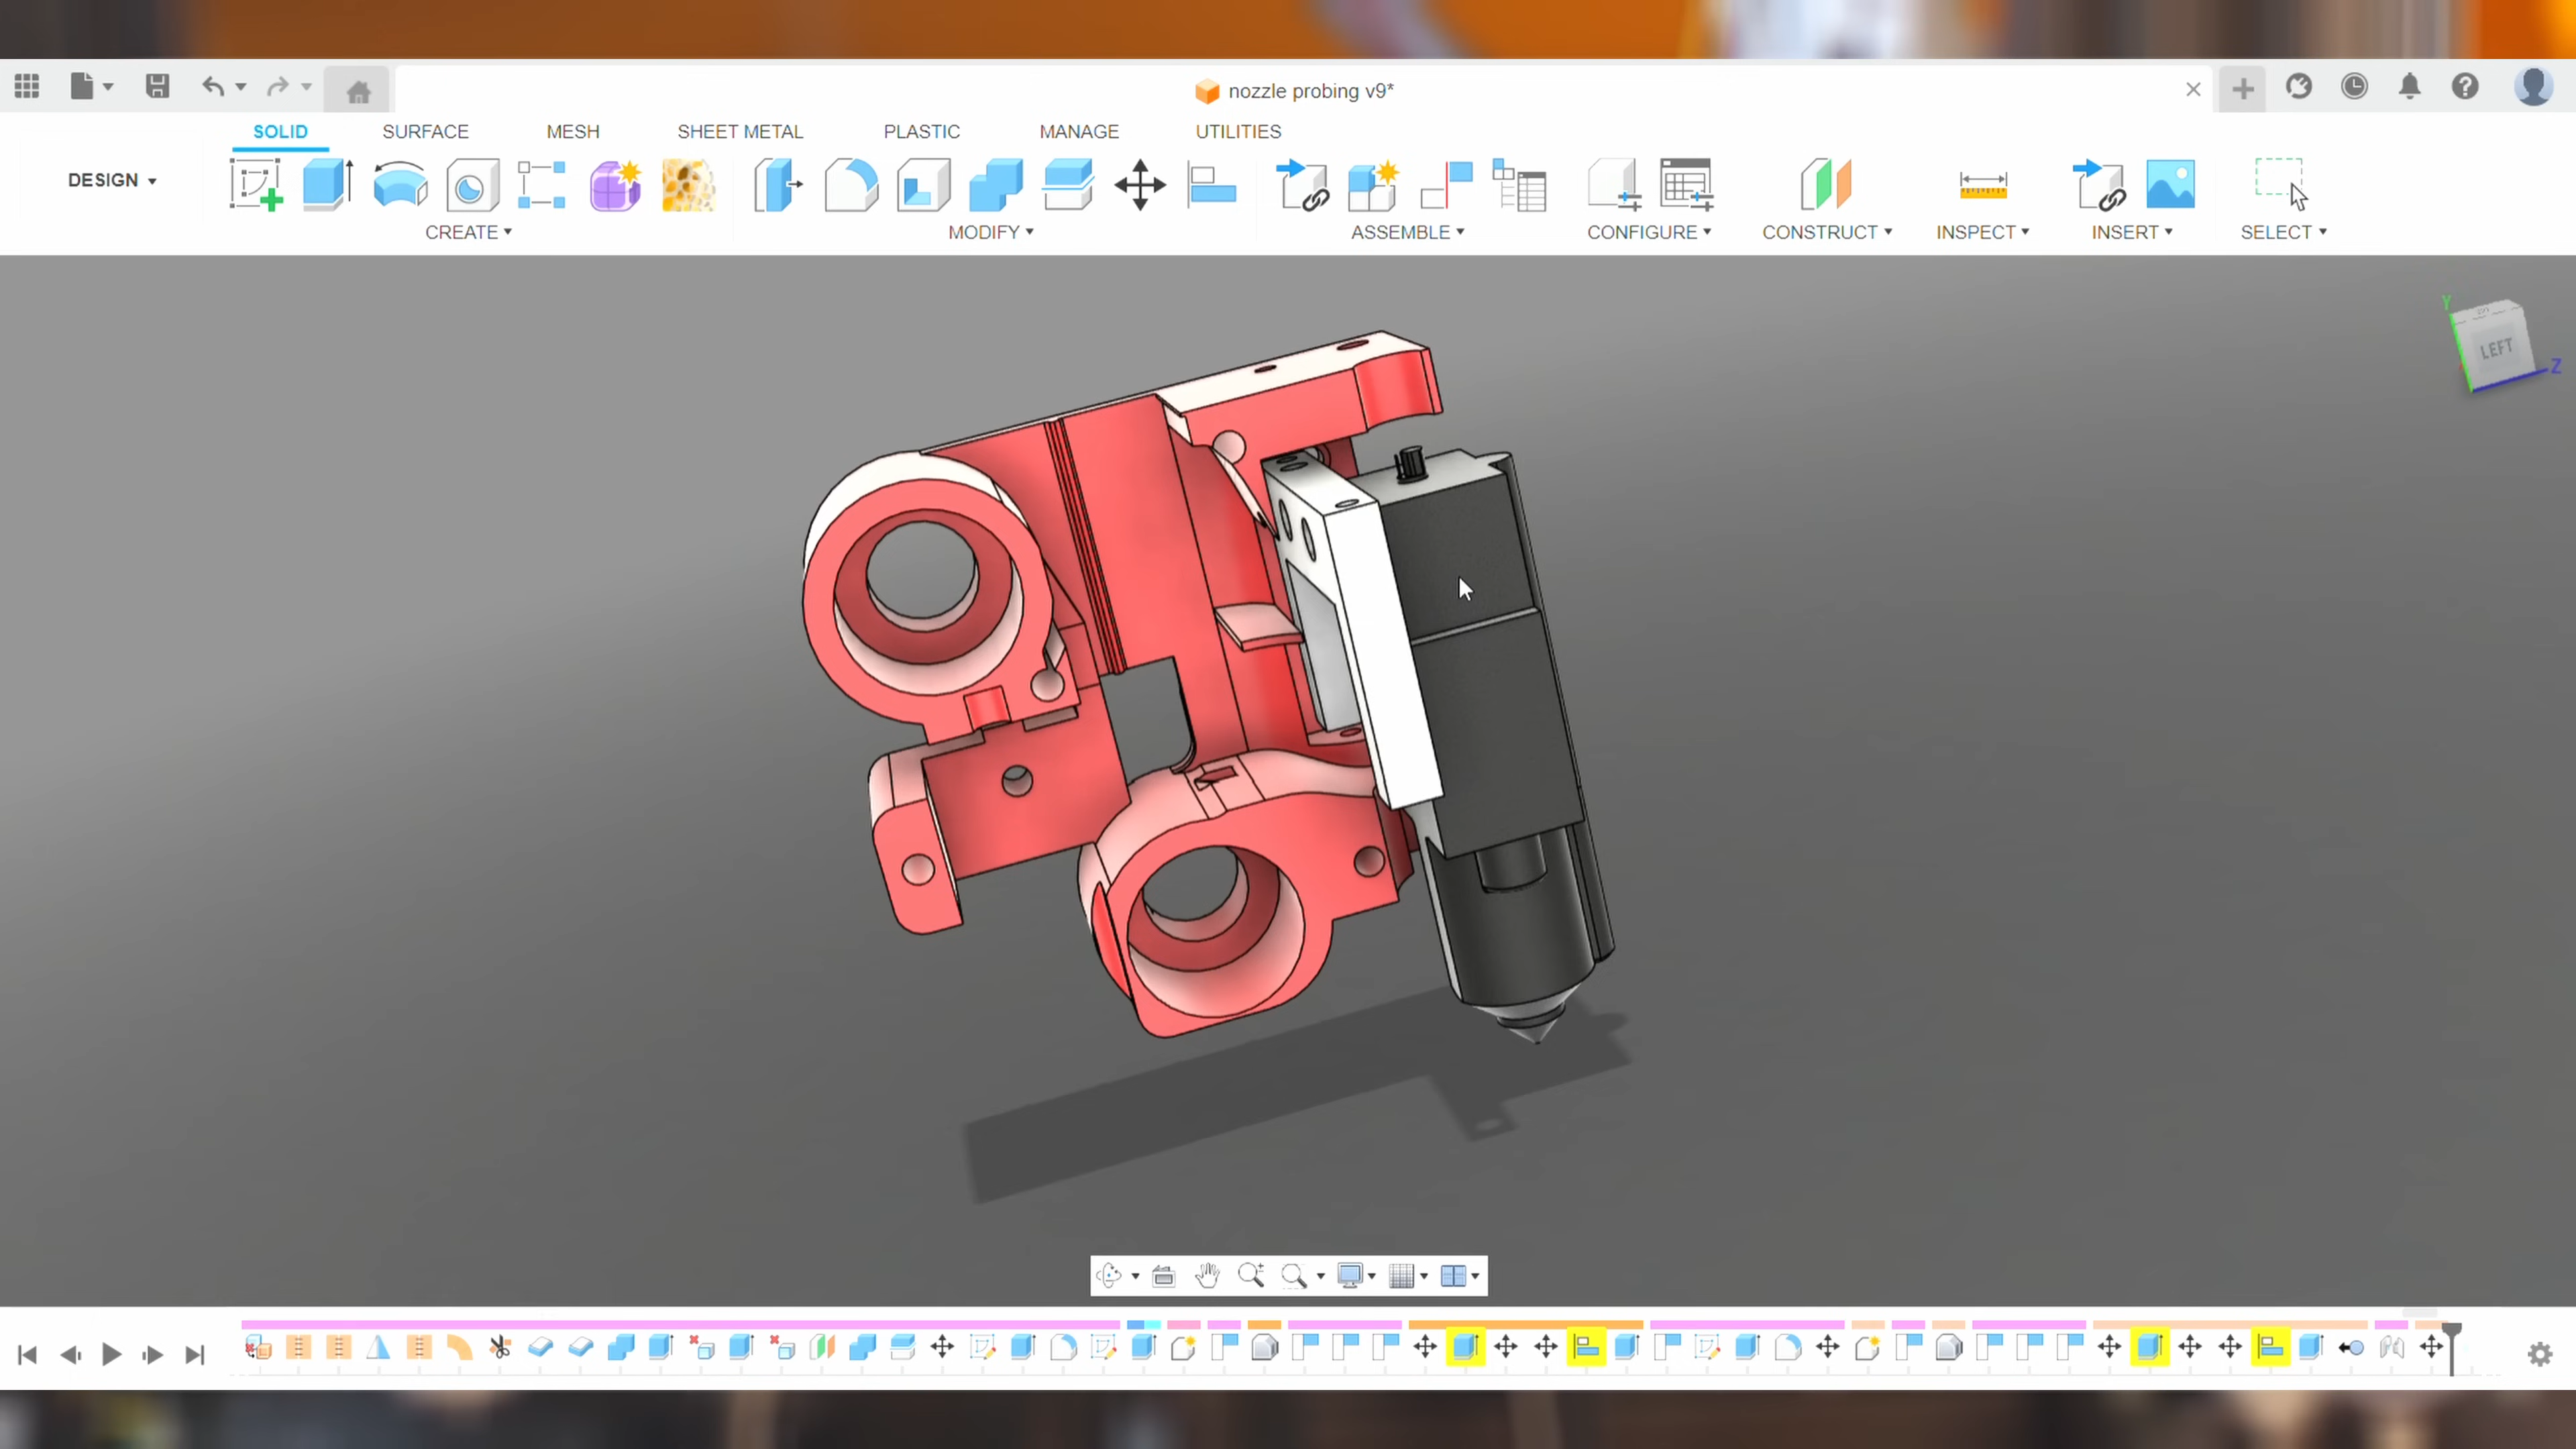 nozzle probing v9*
SOLID SURFACE MESH SHEET METAL PLASTIC MANAGE UTILITIES
DESIGN
CREATE MODIFY ASSEMBLE CONFIGURE CONSTRUCT INSPECT INSERT SELECT
Y
LEFT
Z